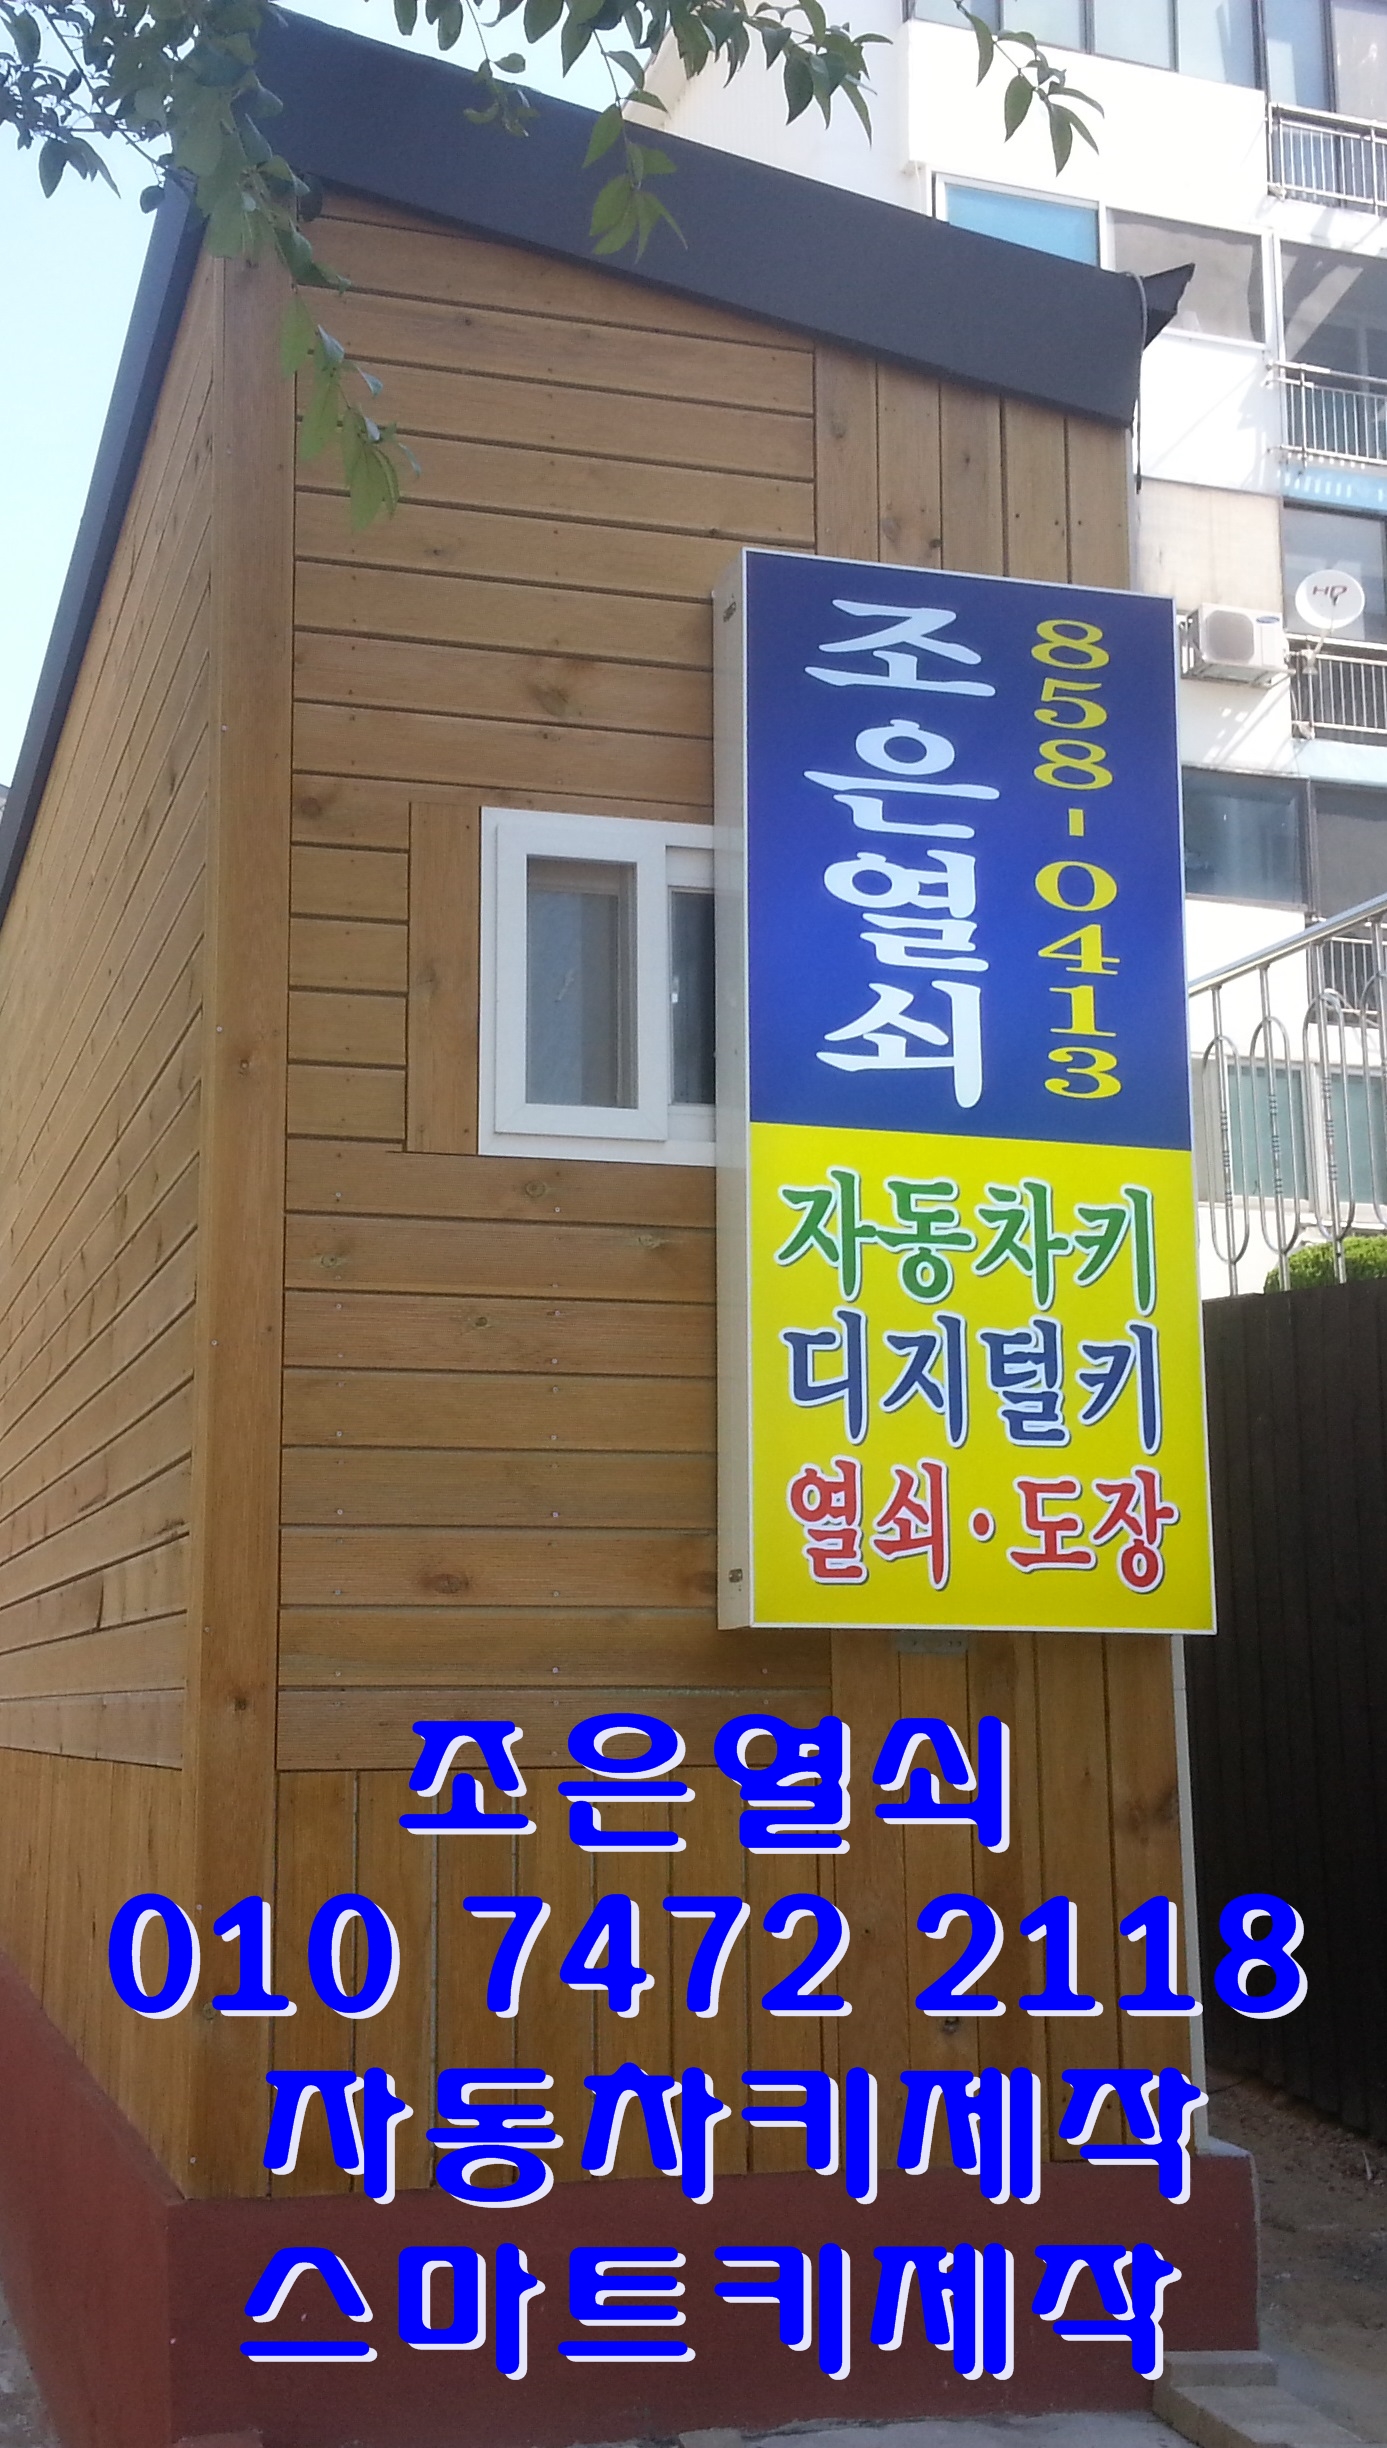 조은열쇠
858-0413
자동차키
디지털키
열쇠·도장
HD
조은열쇠
010 7472 2118
자동차키제작
스마트키제작